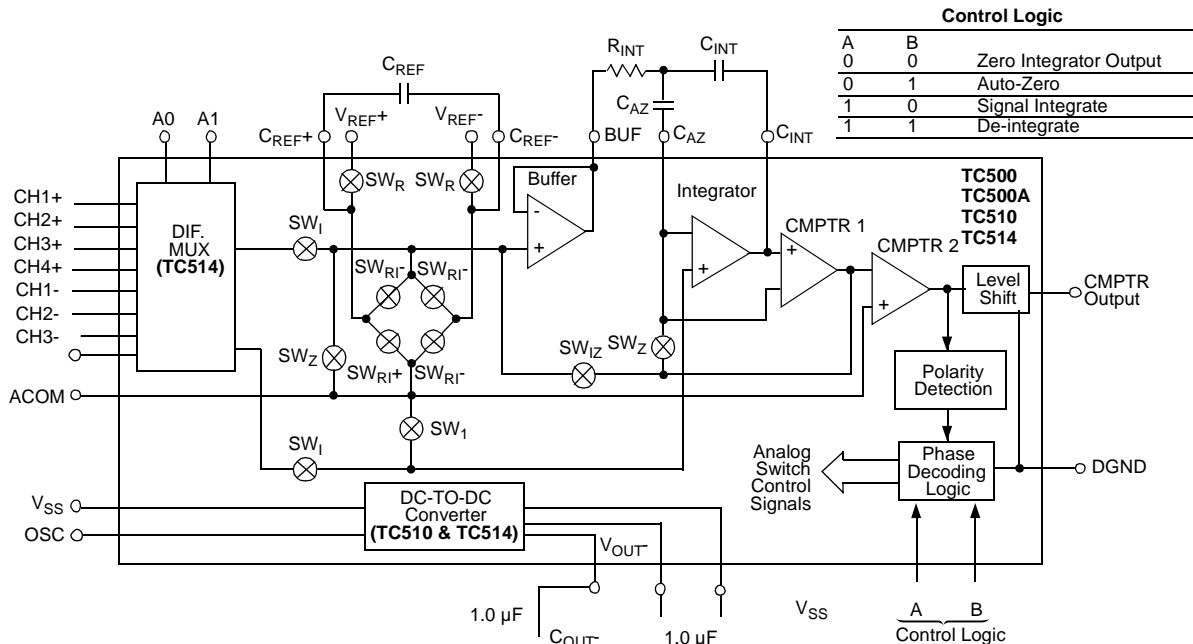 Control Logic
A B
0 0 Zero Integrator Output
0 1 Auto-Zero
1 0 Signal Integrate
1 1 De-integrate
RINT CINT
CREF
CAZ
A0 A1 VREF+ VREF-
CREF+ CREF- BUF CAZ CINT
SWR SWR
Buffer
Integrator
TC500
TC500A
TC510
TC514
CH1+
CH2+
CH3+
CH4+
CH1-
CH2-
CH3-
DIF.
MUX
(TC514)
SWI
-
+
+
CMPTR 1
+
CMPTR 2
+
Level
Shift
CMPTR
Output
SWRI- SWRI-
SWZ
SWRI+ SWRI-
SWIZ
SWZ
Polarity
Detection
ACOM
SW1
SWI
Analog
Switch
Control
Signals
Phase
Decoding
Logic
DGND
VSS
OSC
DC-TO-DC
Converter
(TC510 & TC514)
VOUT-
1.0 µF
COUT-
1.0 µF
VSS
A B
Control Logic